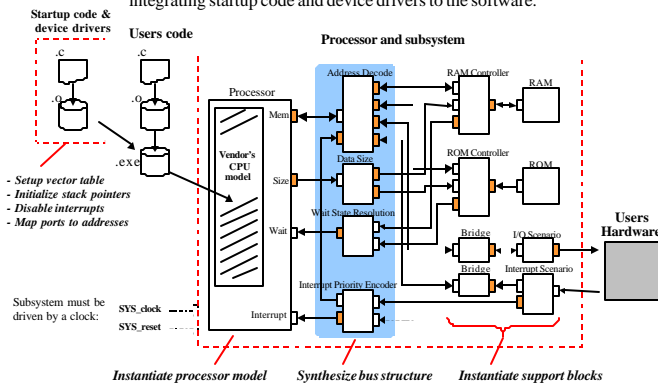 integrating startup code and device drivers to the software.
Startup code &
device drivers
Users code
Processor and subsystem
.c
.c
.o
.o
.exe
Processor
Vendor's
CPU
model
Mem
Size
Wait
Interrupt
Address Decode
Data Size
Wait State Resolution
Interrupt Priority Encoder
RAM Controller
RAM
ROM Controller
ROM
Bridge
I/O Scenario
Bridge
Interrupt Scenario
Users
Hardware
- Setup vector table
- Initialize stack pointers
- Disable interrupts
- Map ports to addresses
Subsystem must be
driven by a clock:
SYS_clock
SYS_reset
Instantiate processor model
Synthesize bus structure
Instantiate support blocks